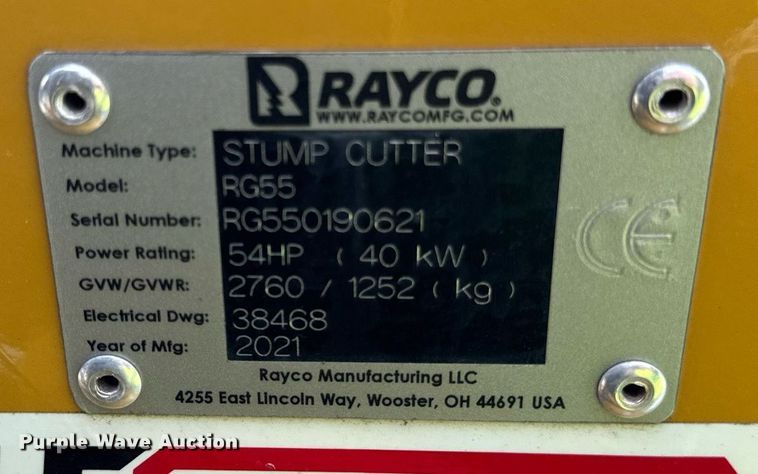 RAYCO®
WWW.RAYCOMFG.COM
Machine Type: STUMP CUTTER
Model: RG55
Serial Number: RG550190621
Power Rating: 54HP ( 40 kW )
GVW/GVWR: 2760 / 1252 ( kg )
Electrical Dwg: 38468
Year of Mfg: 2021
CE
Rayco Manufacturing LLC
4255 East Lincoln Way, Wooster, OH 44691 USA
Purple Wave Auction